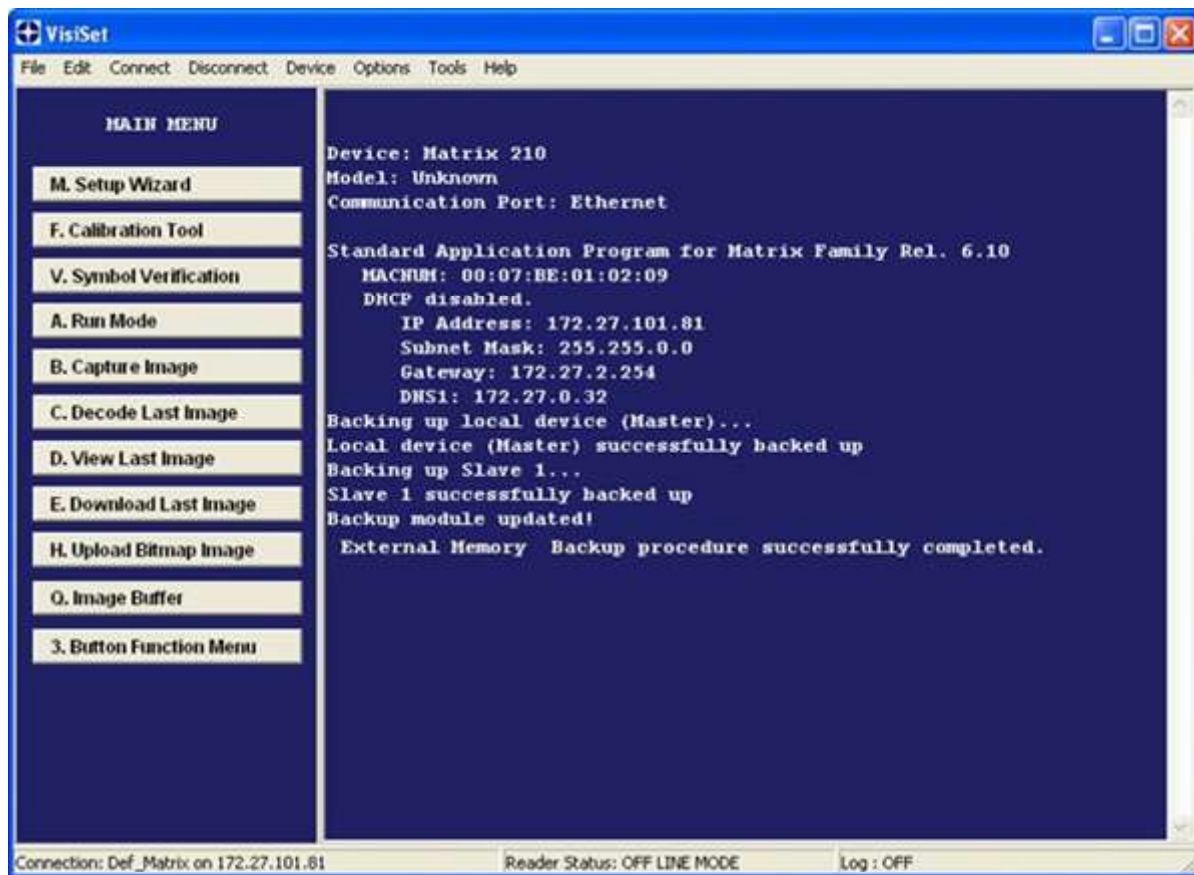 VisiSet
File Edit Connect Disconnect Device Options Tools Help
MAIN MENU
M. Setup Wizard
F. Calibration Tool
V. Symbol Verification
A. Run Mode
B. Capture Image
C. Decode Last Image
D. View Last Image
E. Download Last Image
H. Upload Bitmap Image
Q. Image Buffer
3. Button Function Menu
Device: Matrix 210
Model: Unknown
Communication Port: Ethernet
Standard Application Program for Matrix Family Rel. 6.10
MACNUM: 00:07:BE:01:02:09
DHCP disabled.
IP Address: 172.27.101.81
Subnet Mask: 255.255.0.0
Gateway: 172.27.2.254
DNS1: 172.27.0.32
Backing up local device (Master)...
Local device (Master) successfully backed up
Backing up Slave 1...
Slave 1 successfully backed up
Backup module updated!
External Memory Backup procedure successfully completed.
Connection: Def_Matrix on 172.27.101.81 Reader Status: OFF LINE MODE Log : OFF